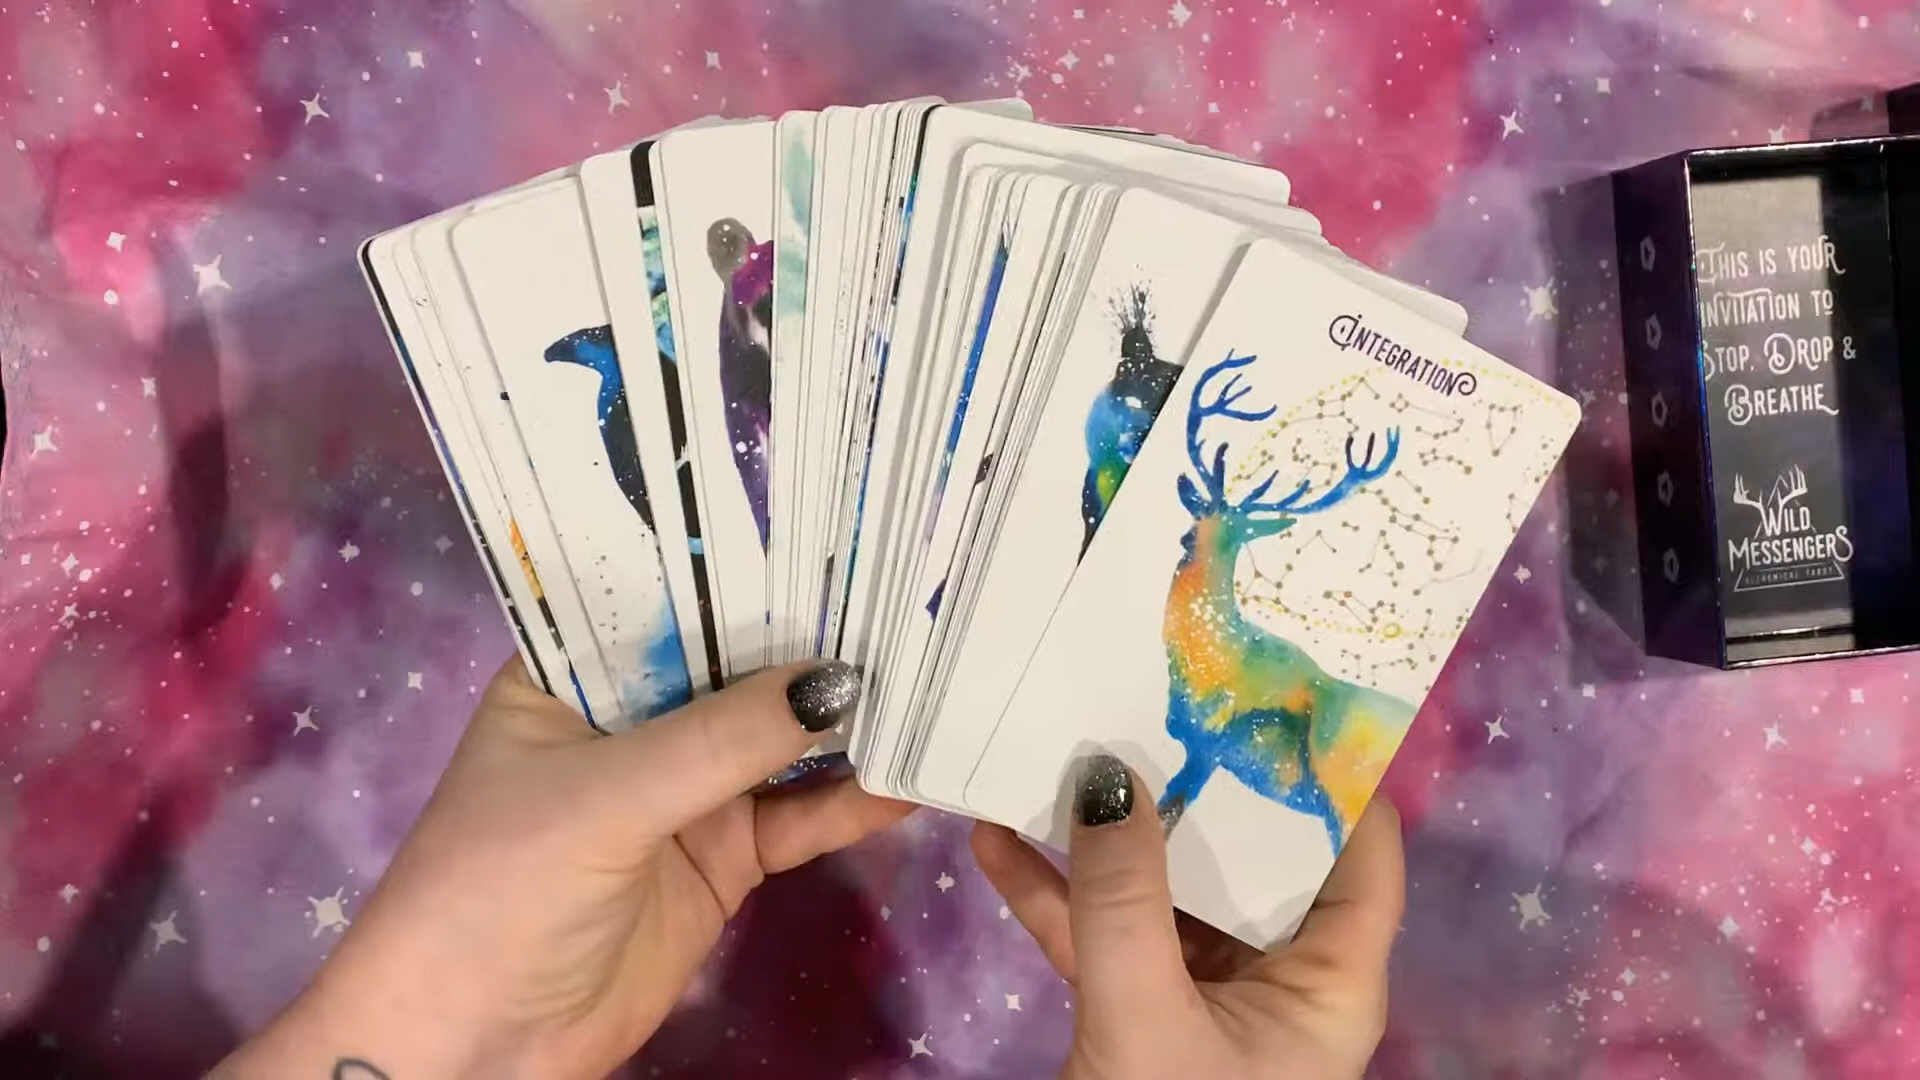 INTEGRATION
THIS IS YOUR
INVITATION TO
STOP, DROP &
BREATHE
WILD
MESSENGERS
ALCHEMICAL TAROT